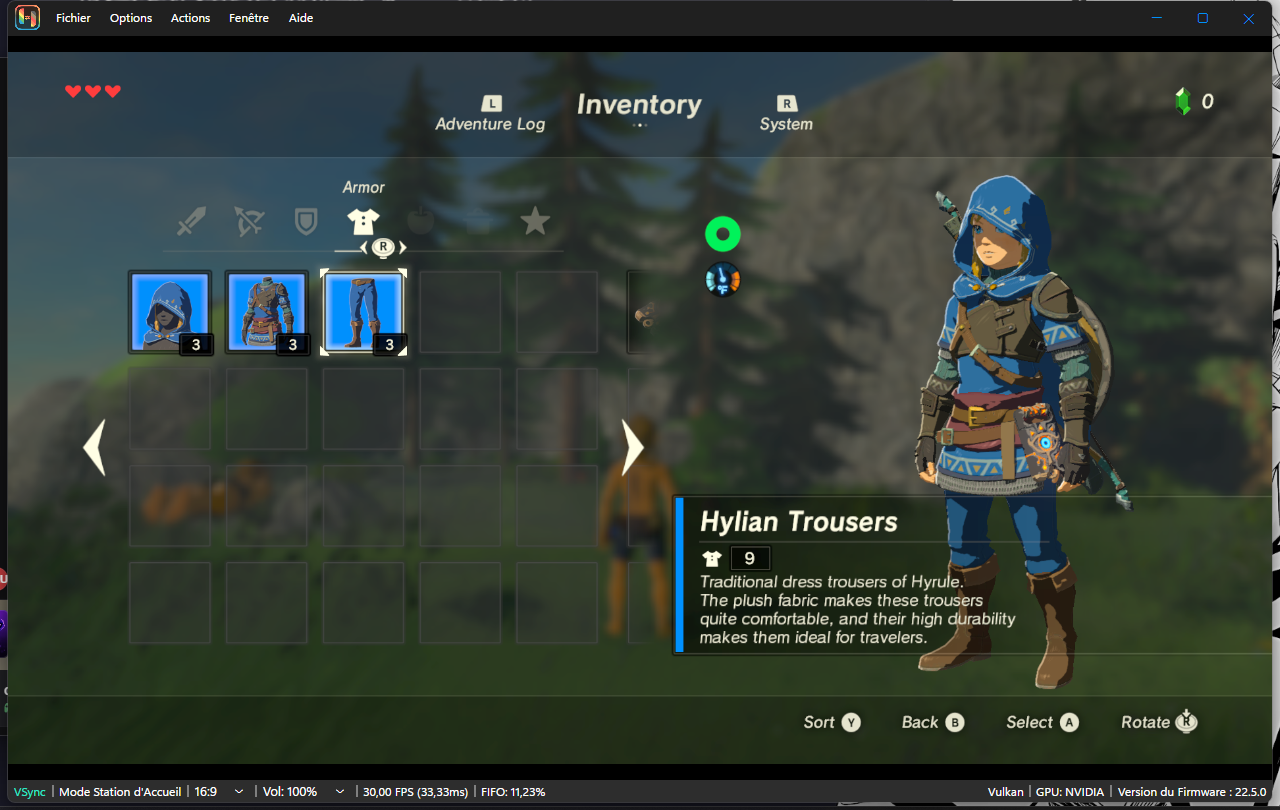 Fichier Options Actions Fenêtre Aide
L Inventory R
Adventure Log System
0
Armor
R
°F
3 3 3
Hylian Trousers
9
Traditional dress trousers of Hyrule.
The plush fabric makes these trousers
quite comfortable, and their high durability
makes them ideal for travelers.
Sort Y Back B Select A Rotate R
VSync | Mode Station d'Accueil | 16:9 | Vol: 100% | 30,00 FPS (33,33ms) | FIFO: 11,23% Vulkan | GPU: NVIDIA | Version du Firmware : 22.5.0